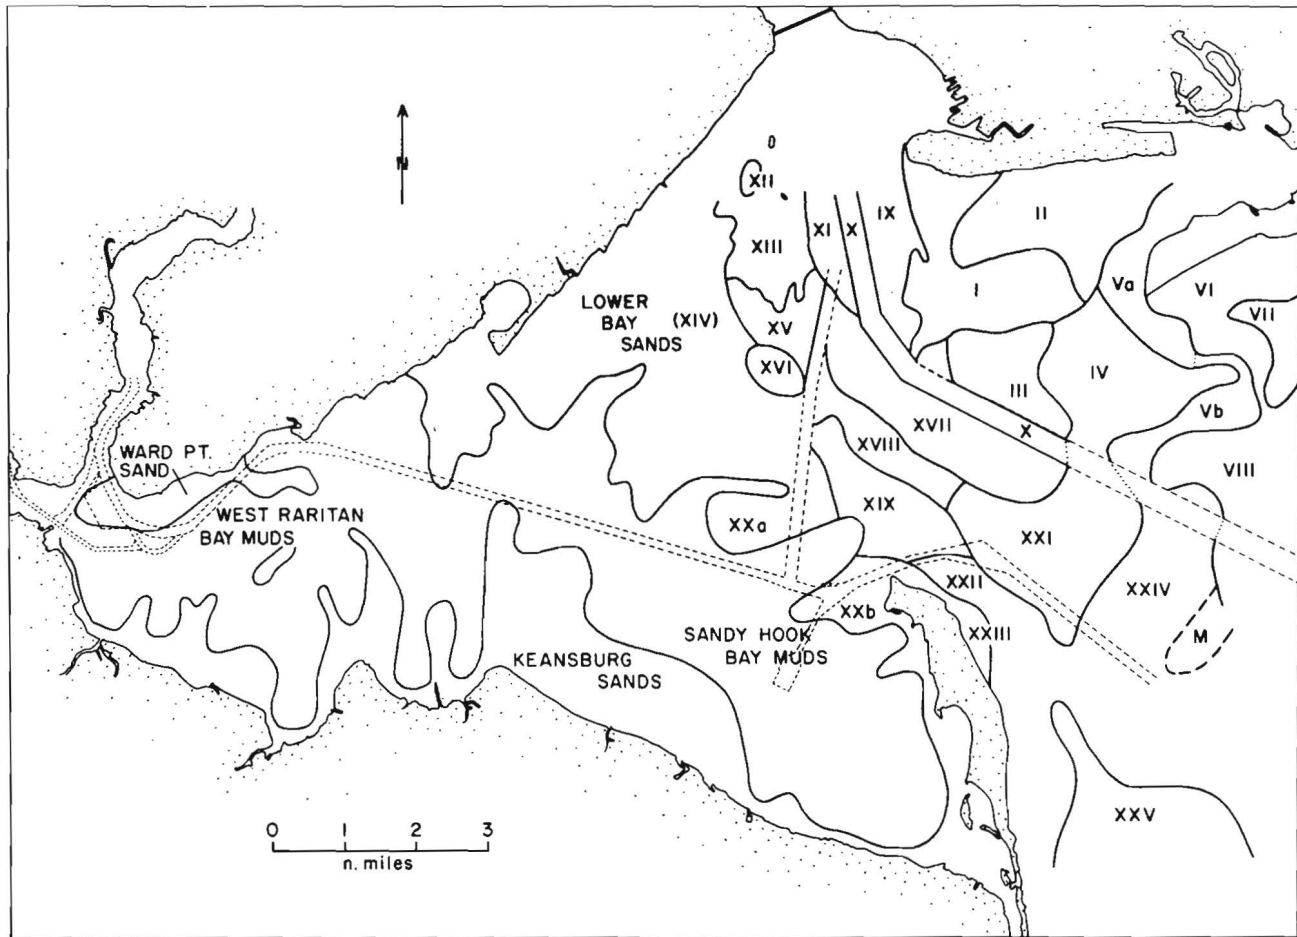 N
XII
IX
II
XI
X
XIII
Va
I
VI
VII
LOWER
BAY (XIV)
SANDS
XV
XVI
III
IV
Vb
XVII
X
XVIII
VIII
WARD PT.
SAND
WEST RARITAN
BAY MUDS
XXa
XIX
XXI
XXII
XXIV
XXb
SANDY HOOK
BAY MUDS
XXIII
M
KEANSBURG
SANDS
XXV
0 1 2 3
n. miles